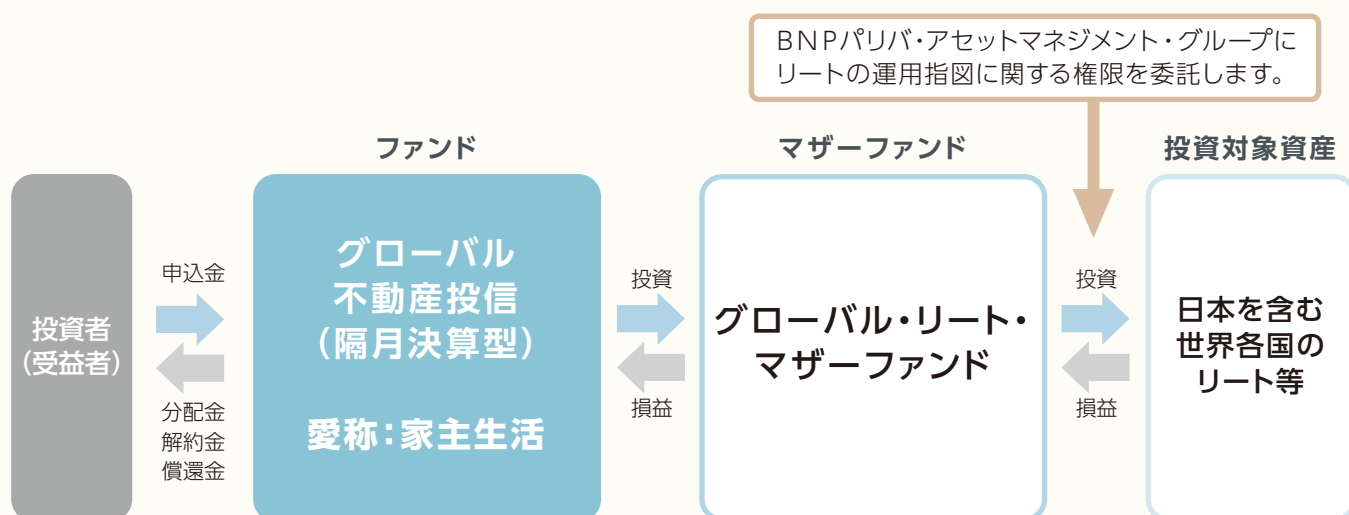 BNPパリバ・アセットマネジメント・グループに
リートの運用指図に関する権限を委託します。
ファンド
マザーファンド
投資対象資産
投資者
(受益者)
申込金
分配金
解約金
償還金
グローバル
不動産投信
(隔月決算型)
愛称:家主生活
投資
損益
グローバル・リート・
マザーファンド
投資
損益
日本を含む
世界各国の
リート等